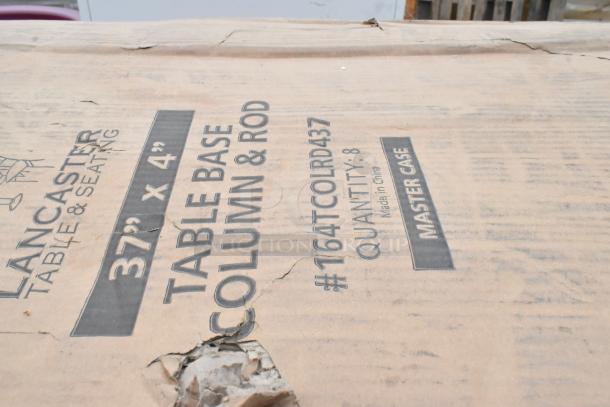 LANCASTER
TABLE & SEATING
37" X 4"
TABLE BASE
COLUMN & ROD
#164TCOLRD437
QUANTITY: 8
Made in China
MASTER CASE